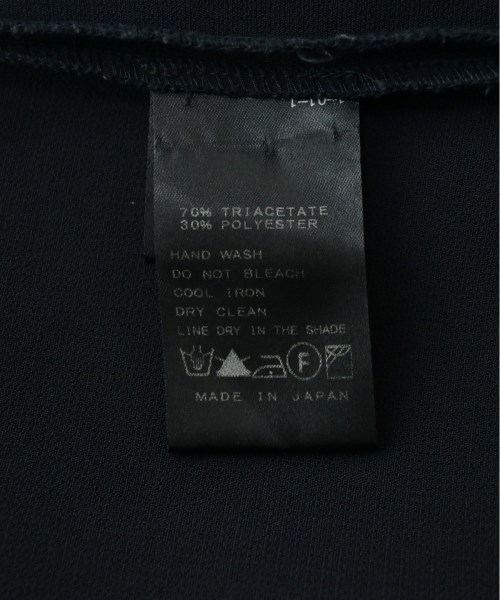 70% TRIACETATE
30% POLYESTER
HAND WASH
DO NOT BLEACH
COOL IRON
DRY CLEAN
LINE DRY IN THE SHADE
F
MADE IN JAPAN